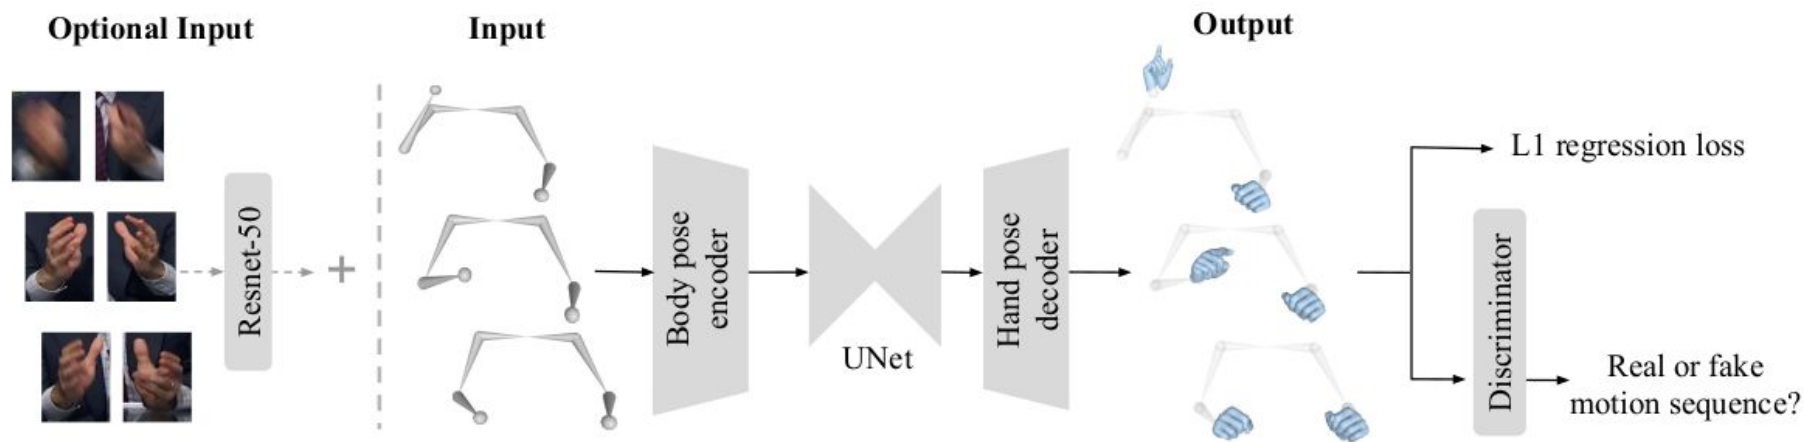 Optional Input
Input
Output
Resnet-50
+
Body pose
encoder
UNet
Hand pose
decoder
L1 regression loss
Discriminator
Real or fake
motion sequence?